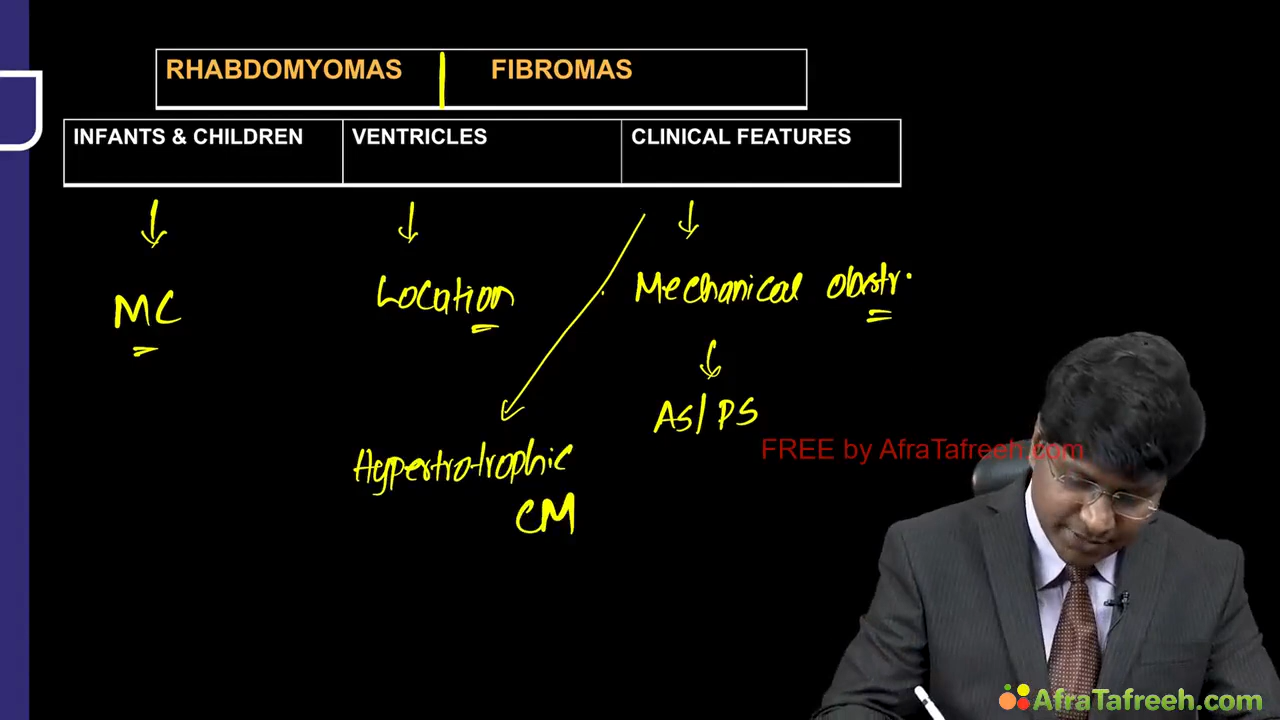 RHABDOMYOMAS FIBROMAS
INFANTS & CHILDREN VENTRICLES CLINICAL FEATURES
MC Location Mechanical obstr.
AS/PS
FREE by AfraTafreeh.com
Hypertrotrophic
CM
AfraTafreeh.com